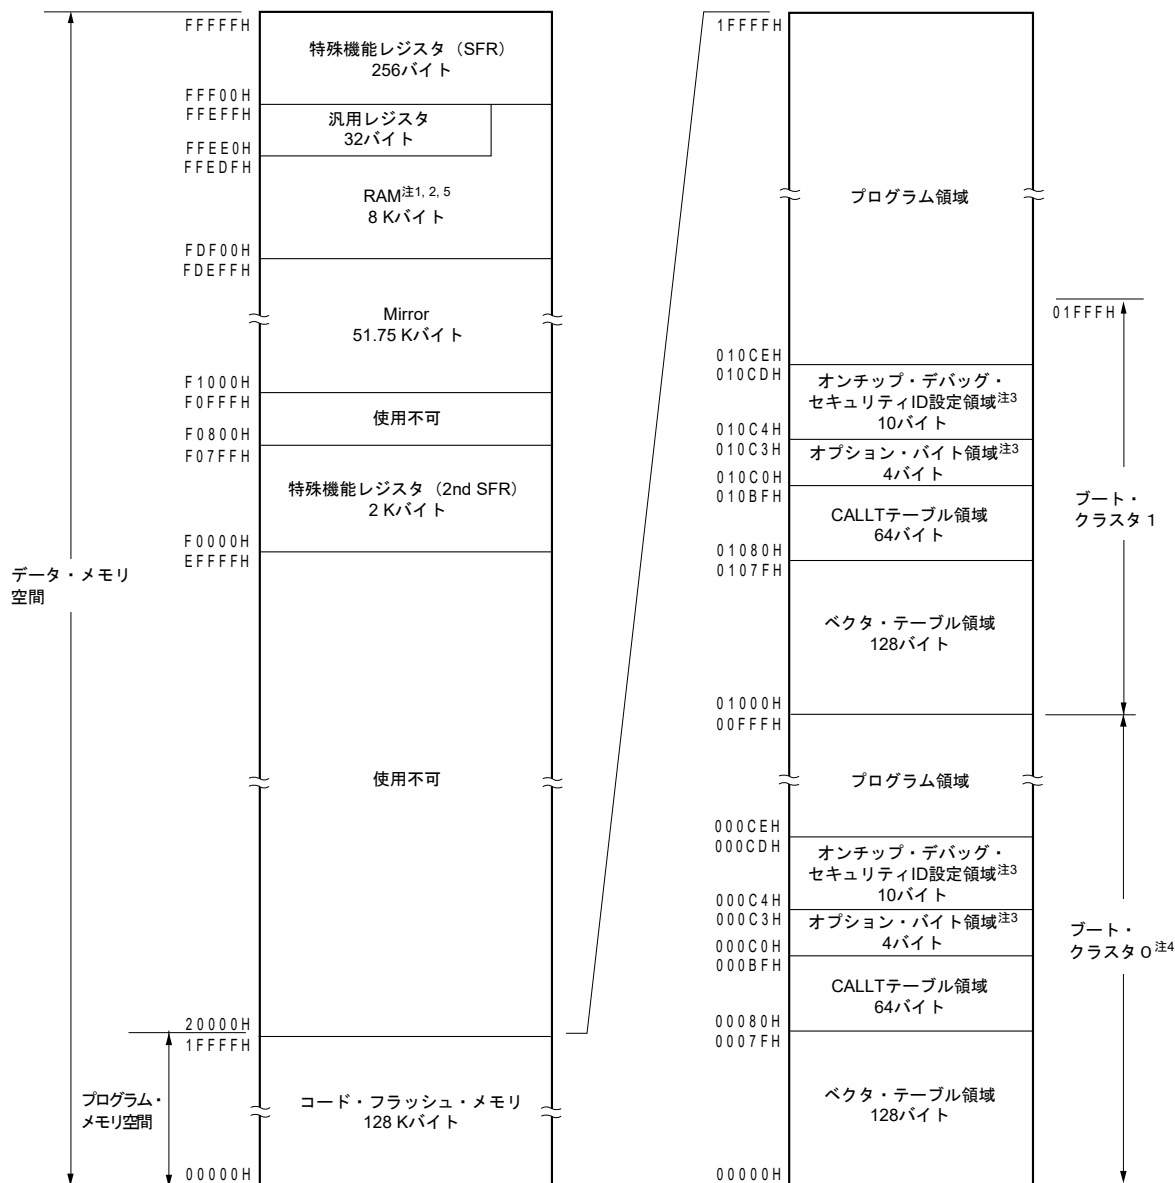 FFFFFH
特殊機能レジスタ（SFR）
256バイト
FFF00H
FFEFFH
汎用レジスタ
32バイト
FFEE0H
FFEDFH
RAM注1, 2, 5
8 Kバイト
FDF00H
FDEFFH
Mirror
51.75 Kバイト
F1000H
F0FFFH
使用不可
F0800H
F07FFH
特殊機能レジスタ（2nd SFR）
2 Kバイト
F0000H
EFFFFH
データ・メモリ
空間
使用不可
20000H
1FFFFH
プログラム・
メモリ空間
コード・フラッシュ・メモリ
128 Kバイト
00000H
1FFFFH
プログラム領域
01FFFH
010CEH
010CDH
オンチップ・デバッグ・
セキュリティID設定領域注3
10バイト
010C4H
010C3H
オプション・バイト領域注3
4バイト
010C0H
010BFH
CALLTテーブル領域
64バイト
ブート・
クラスタ1
01080H
0107FH
ベクタ・テーブル領域
128バイト
01000H
00FFFH
プログラム領域
000CEH
000CDH
オンチップ・デバッグ・
セキュリティID設定領域注3
10バイト
000C4H
000C3H
オプション・バイト領域注3
4バイト
ブート・
クラスタ0注4
000C0H
000BFH
CALLTテーブル領域
64バイト
00080H
0007FH
ベクタ・テーブル領域
128バイト
00000H